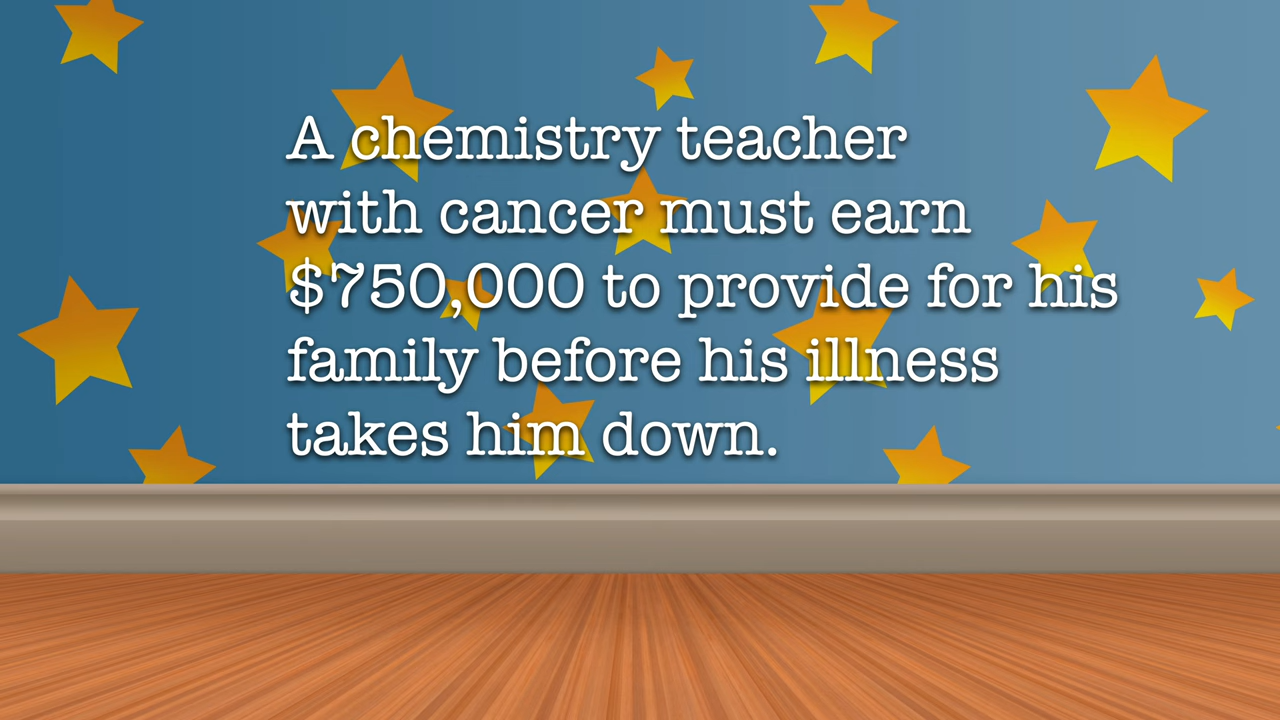 A chemistry teacher
with cancer must earn
$750,000 to provide for his
family before his illness
takes him down.